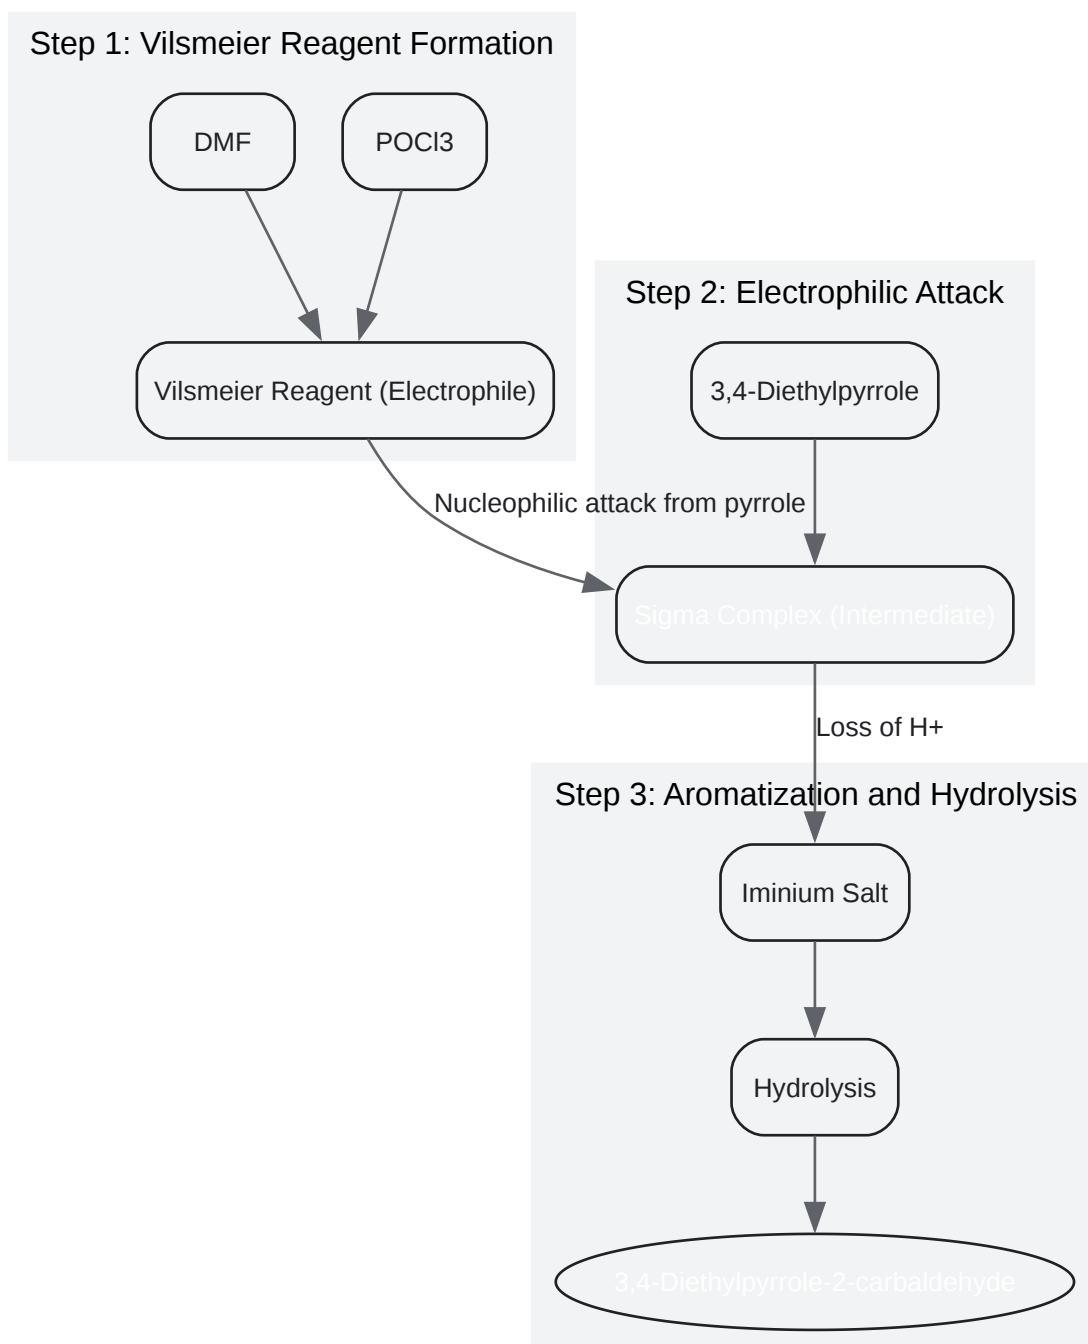 Step 1: Vilsmeier Reagent Formation
DMF
POCl3
Vilsmeier Reagent (Electrophile)
Step 2: Electrophilic Attack
3,4-Diethylpyrrole
Nucleophilic attack from pyrrole
Sigma Complex (Intermediate)
Loss of H+
Step 3: Aromatization and Hydrolysis
Iminium Salt
Hydrolysis
3,4-Diethylpyrrole-2-carbaldehyde